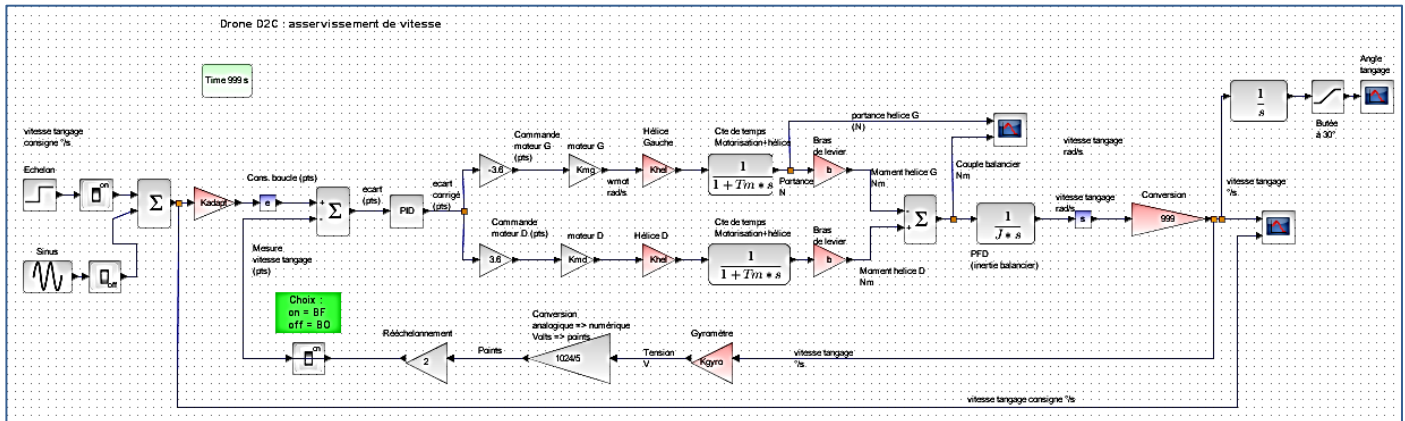 Drone D2C : asservissement de vitesse
Time 999 s
Angle
tangage
1
s
Butée
à 30°
vitesse tangage
consigne °/s
Echelon
on
Σ
Kadapt
Cons. boucle (pts)
e
+
-
Σ
ecart
(pts)
PID
ecart
corrigé
(pts)
Commande
moteur G
(pts)
-3.6
moteur G
Kmg
wmot
rad/s
Hélice
Gauche
Khel
Cte de temps
Motorisation+hélice
1
1 + Tm * s
Portance
N
portance helice G
(N)
Bras
de levier
b
Moment helice G
Nm
Couple balancier
Nm
vitesse tangage
rad/s
-
+
Σ
1
J * s
PFD
(inertie balancier)
vitesse tangage
rad/s
s
Conversion
999
vitesse tangage
°/s
Sinus
off
Mesure
vitesse tangage
(pts)
Commande
moteur D (pts)
3.6
moteur D
Kmd
Hélice D
Khel
Cte de temps
Motorisation+hélice
1
1 + Tm * s
Bras
de levier
b
Moment helice D
Nm
Choix :
on = BF
off = BO
on
Rééchelonnement
2
Points
Conversion
analogique => numérique
Volts => points
1024/5
Tension
V
Gyromètre
Kgyro
vitesse tangage
°/s
vitesse tangage consigne °/s